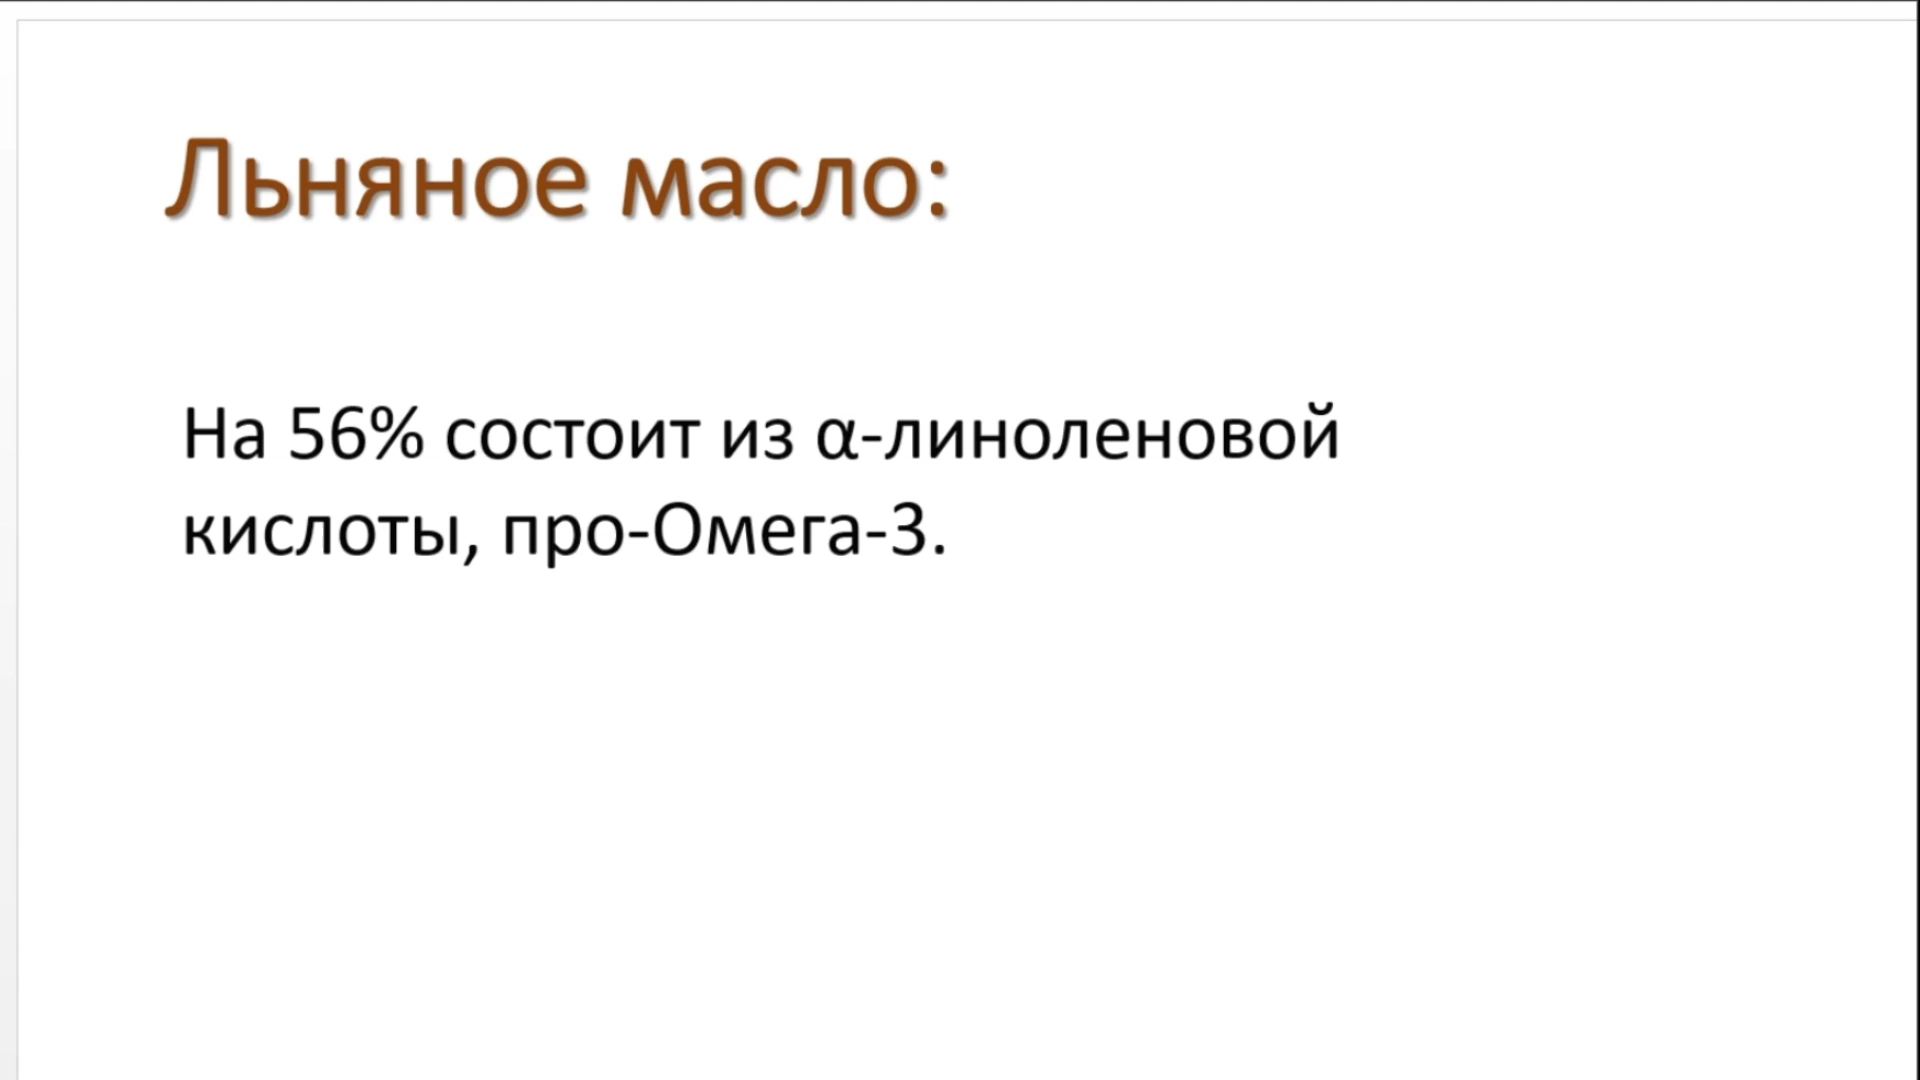 Льняное масло:
На 56% состоит из α-линоленовой
кислоты, про-Омега-3.